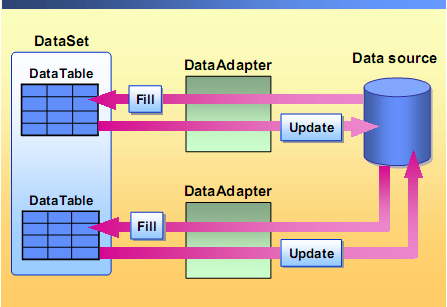 DataSet
DataTable
DataAdapter
Data source
Fill
Update
DataTable
DataAdapter
Fill
Update